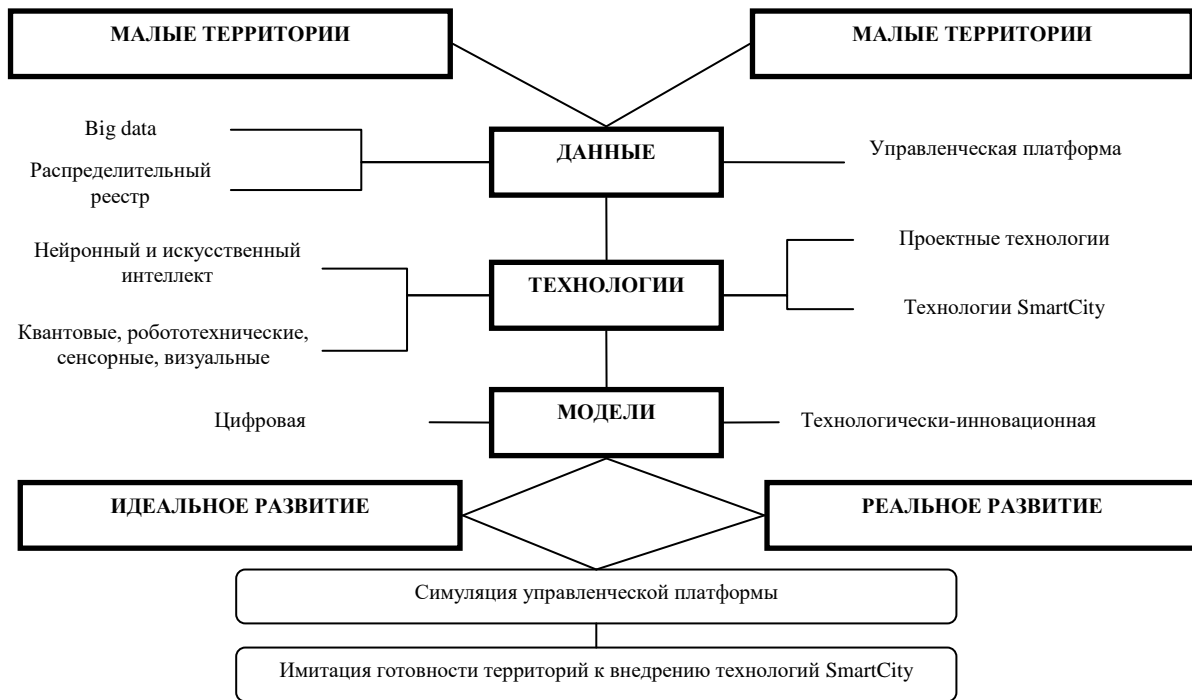 МАЛЫЕ ТЕРРИТОРИИ
МАЛЫЕ ТЕРРИТОРИИ
Big data
Распределительный
реестр
ДАННЫЕ
Управленческая платформа
Нейронный и искусственный
интеллект
Квантовые, робототехнические,
сенсорные, визуальные
ТЕХНОЛОГИИ
Проектные технологии
Технологии SmartCity
Цифровая
МОДЕЛИ
Технологически-инновационная
ИДЕАЛЬНОЕ РАЗВИТИЕ
РЕАЛЬНОЕ РАЗВИТИЕ
Симуляция управленческой платформы
Имитация готовности территорий к внедрению технологий SmartCity